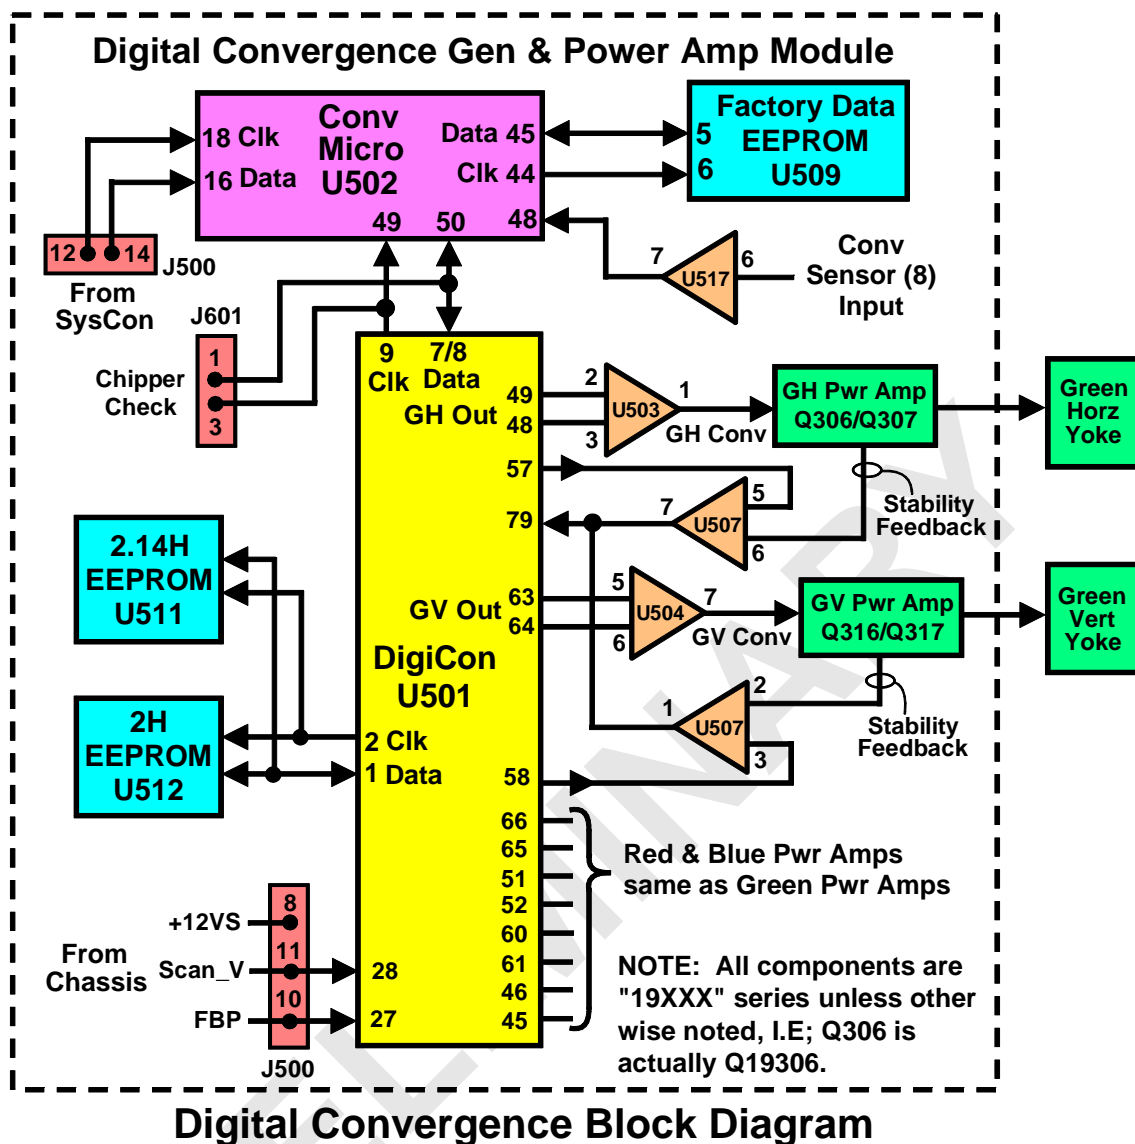 Digital Convergence Gen & Power Amp Module
Conv
Micro
U502
18 Clk
16 Data
Data 45
Clk 44
49
50
48
Factory Data
EEPROM
U509
5
6
12
14
J500
From
SysCon
7
U517
6
Conv
Sensor (8)
Input
J601
1
3
Chipper
Check
9
Clk
7/8
Data
GH Out
49
48
57
79
GV Out
63
64
DigiCon
U501
2 Clk
1 Data
58
66
65
51
52
60
61
46
45
28
27
2
3
U503
1
GH Conv
GH Pwr Amp
Q306/Q307
Green
Horz
Yoke
7
U507
5
6
Stability
Feedback
5
6
U504
7
GV Conv
GV Pwr Amp
Q316/Q317
Green
Vert
Yoke
1
U507
2
3
Stability
Feedback
2.14H
EEPROM
U511
2H
EEPROM
U512
Red & Blue Pwr Amps
same as Green Pwr Amps
From
Chassis
+12VS
Scan_V
FBP
8
11
10
J500
NOTE:  All components are
"19XXX" series unless other
wise noted, I.E; Q306 is
actually Q19306.
Digital Convergence Block Diagram
ELIMINARY